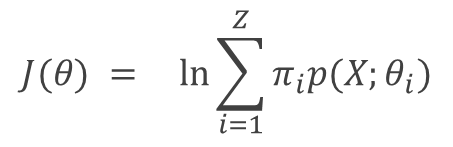 J(θ) = ln ∑_{i=1}^{Z} π_i p(X; θ_i)